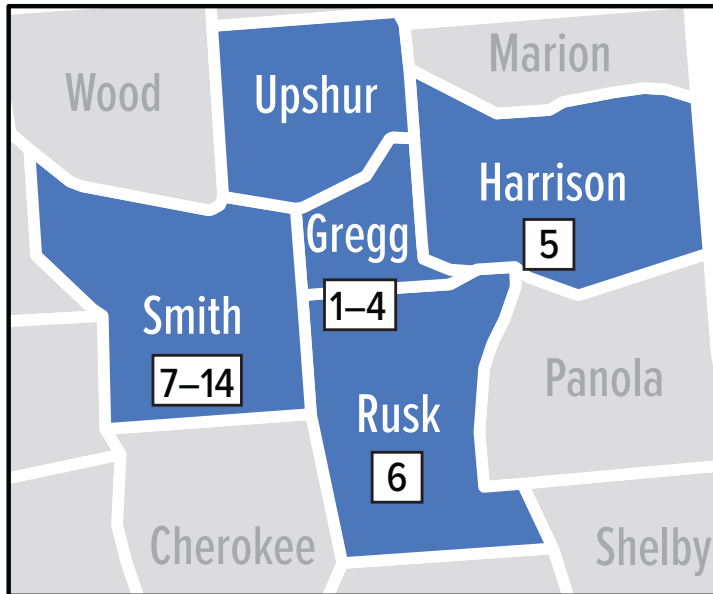 Marion
Wood
Upshur
Harrison
5
Gregg
1–4
Smith
7–14
Panola
Rusk
6
Cherokee
Shelby